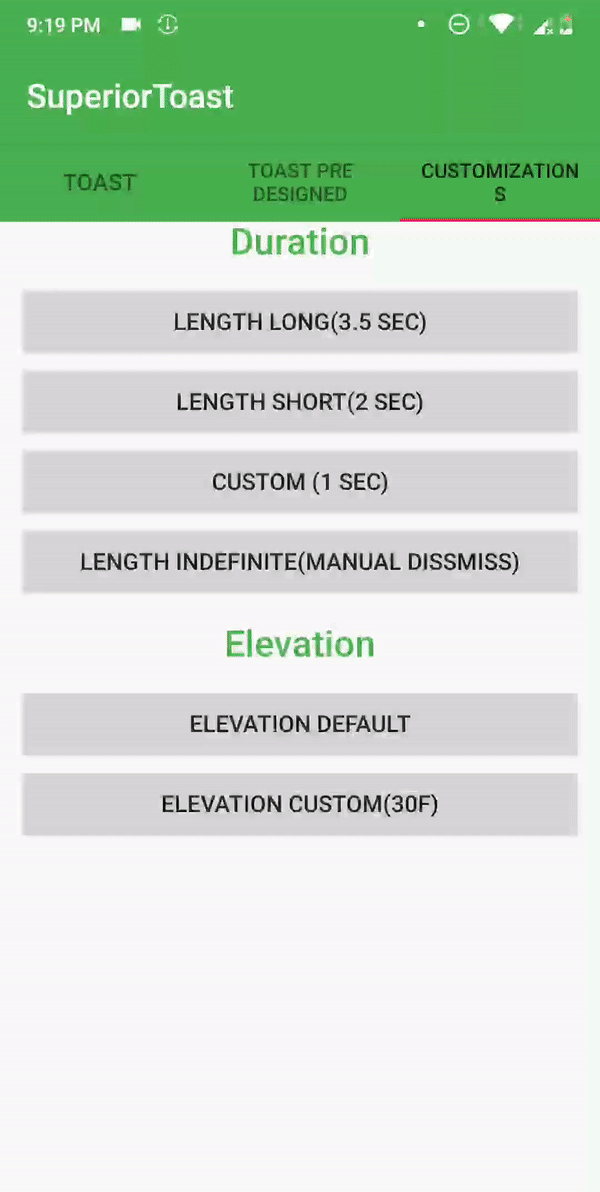 9:19 PM
SuperiorToast
TOAST
TOAST PRE
DESIGNED
CUSTOMIZATION
S
Duration
LENGTH LONG(3.5 SEC)
LENGTH SHORT(2 SEC)
CUSTOM (1 SEC)
LENGTH INDEFINITE(MANUAL DISSMISS)
Elevation
ELEVATION DEFAULT
ELEVATION CUSTOM(30F)